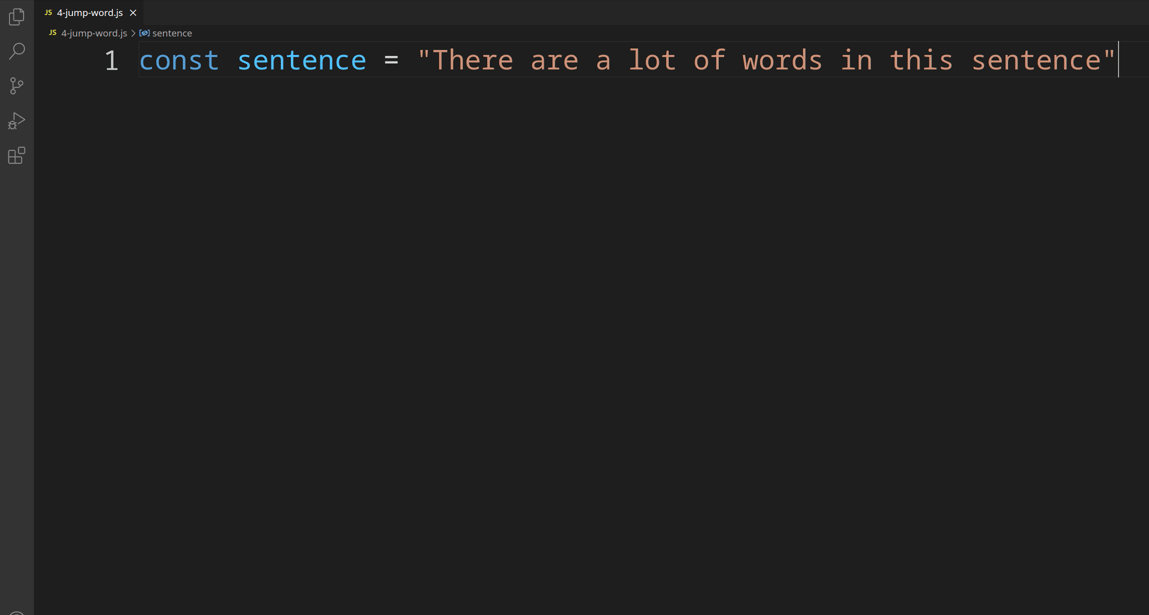 JS 4-jump-word.js
JS 4-jump-word.js > sentence
1 const sentence = "There are a lot of words in this sentence"